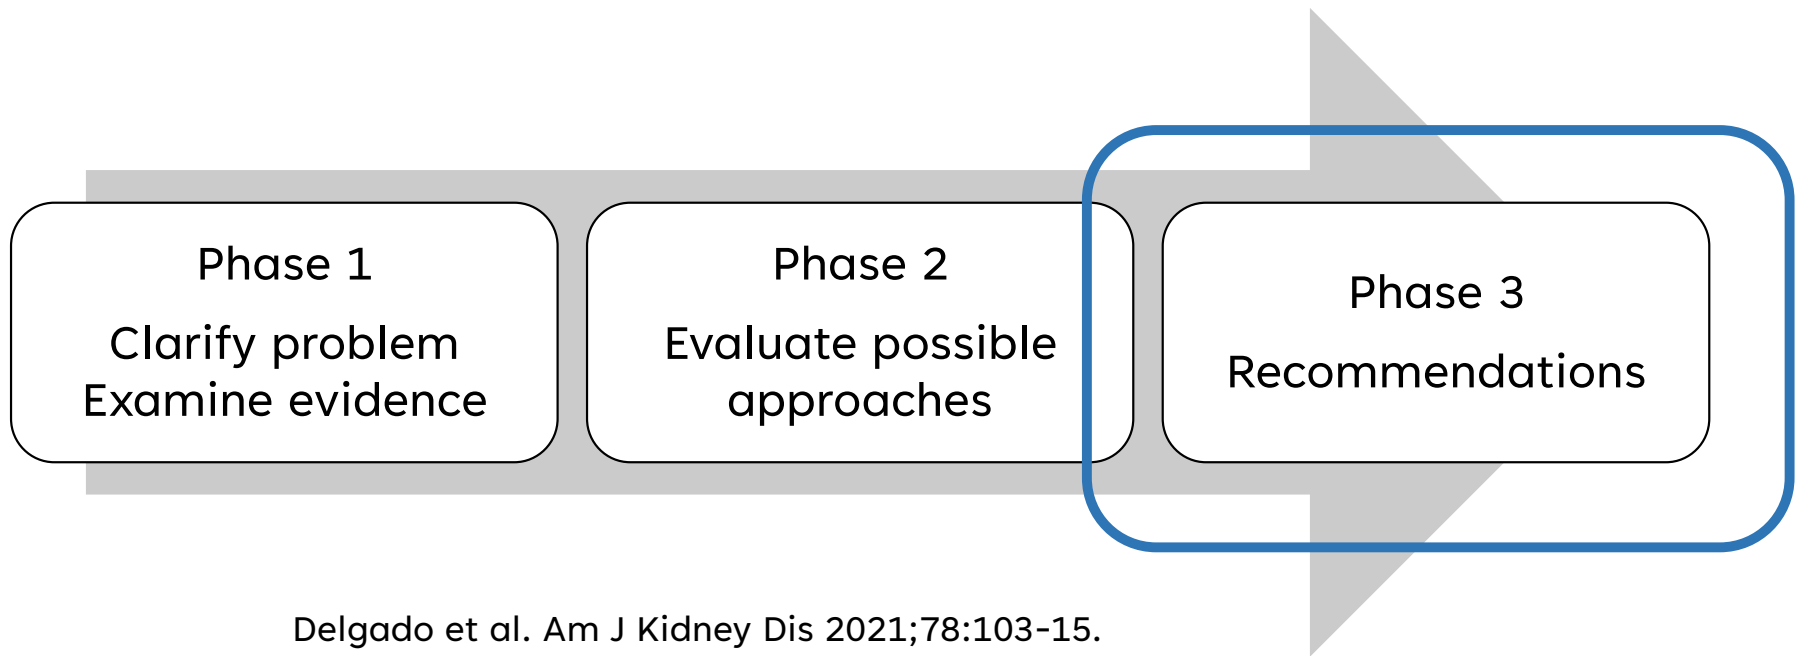 Phase 1
Clarify problem
Examine evidence
Phase 2
Evaluate possible
approaches
Phase 3
Recommendations
Delgado et al. Am J Kidney Dis 2021;78:103-15.